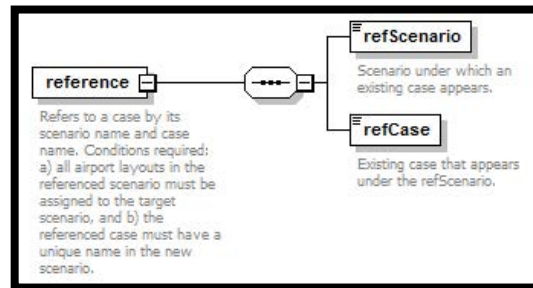 reference
Refers to a case by its
scenario name and case
name. Conditions required:
a) all airport layouts in the
referenced scenario must be
assigned to the target
scenario, and b) the
referenced case must have a
unique name in the new
scenario.
refScenario
Scenario under which an
existing case appears.
refCase
Existing case that appears
under the refScenario.